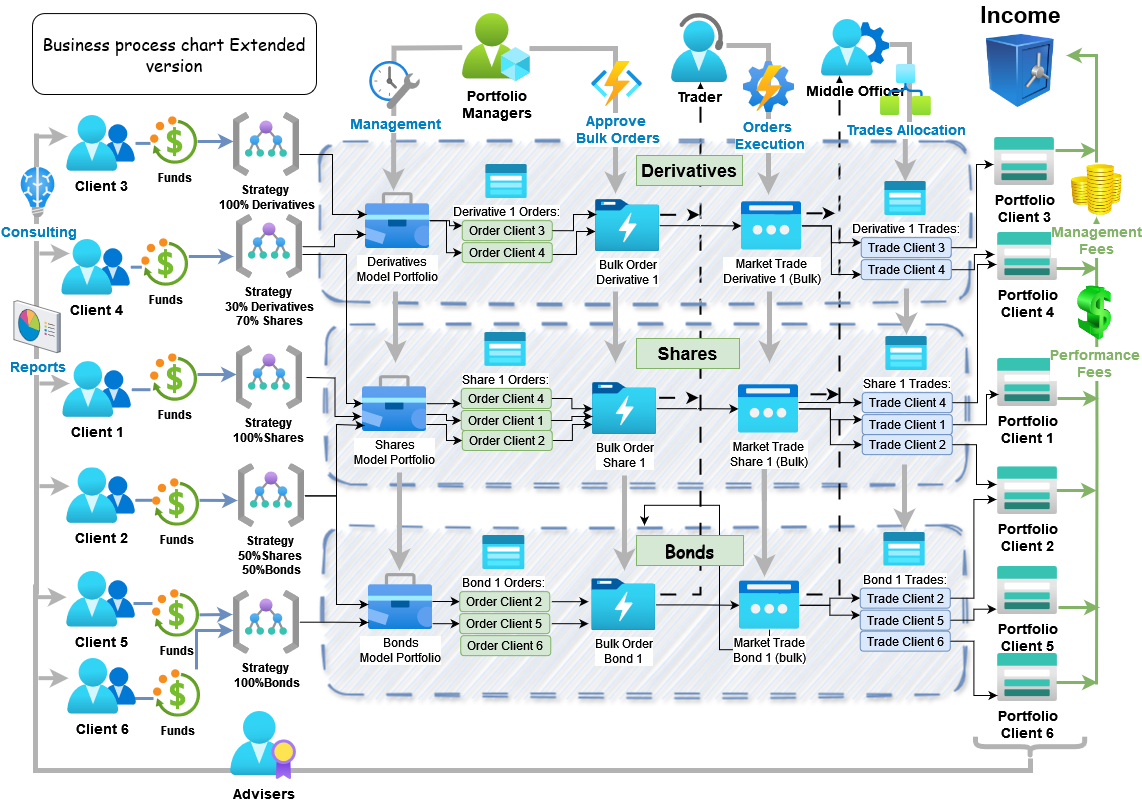 Business process chart Extended
version
Income
Portfolio
Managers
Trader
Middle Officer
Management
Approve
Bulk Orders
Orders
Execution
Trades Allocation
Client 3
Funds
Strategy
100% Derivatives
Derivatives
Derivative 1 Orders:
Order Client 3
Order Client 4
Derivatives
Model Portfolio
Bulk Order
Derivative 1
Market Trade
Derivative 1 (Bulk)
Derivative 1 Trades:
Trade Client 3
Trade Client 4
Portfolio
Client 3
Consulting
Management
Fees
Client 4
Funds
Strategy
30% Derivatives
70% Shares
Portfolio
Client 4
Reports
Performance
Fees
Client 1
Funds
Strategy
100%Shares
Shares
Share 1 Orders:
Order Client 4
Order Client 1
Order Client 2
Shares
Model Portfolio
Bulk Order
Share 1
Market Trade
Share 1 (Bulk)
Share 1 Trades:
Trade Client 4
Trade Client 1
Trade Client 2
Portfolio
Client 1
Client 2
Funds
Strategy
50%Shares
50%Bonds
Portfolio
Client 2
Bonds
Bond 1 Orders:
Order Client 2
Order Client 5
Order Client 6
Bonds
Model Portfolio
Bulk Order
Bond 1
Market Trade
Bond 1 (bulk)
Bond 1 Trades:
Trade Client 2
Trade Client 5
Trade Client 6
Client 5
Funds
Strategy
100%Bonds
Portfolio
Client 5
Client 6
Funds
Portfolio
Client 6
Advisers